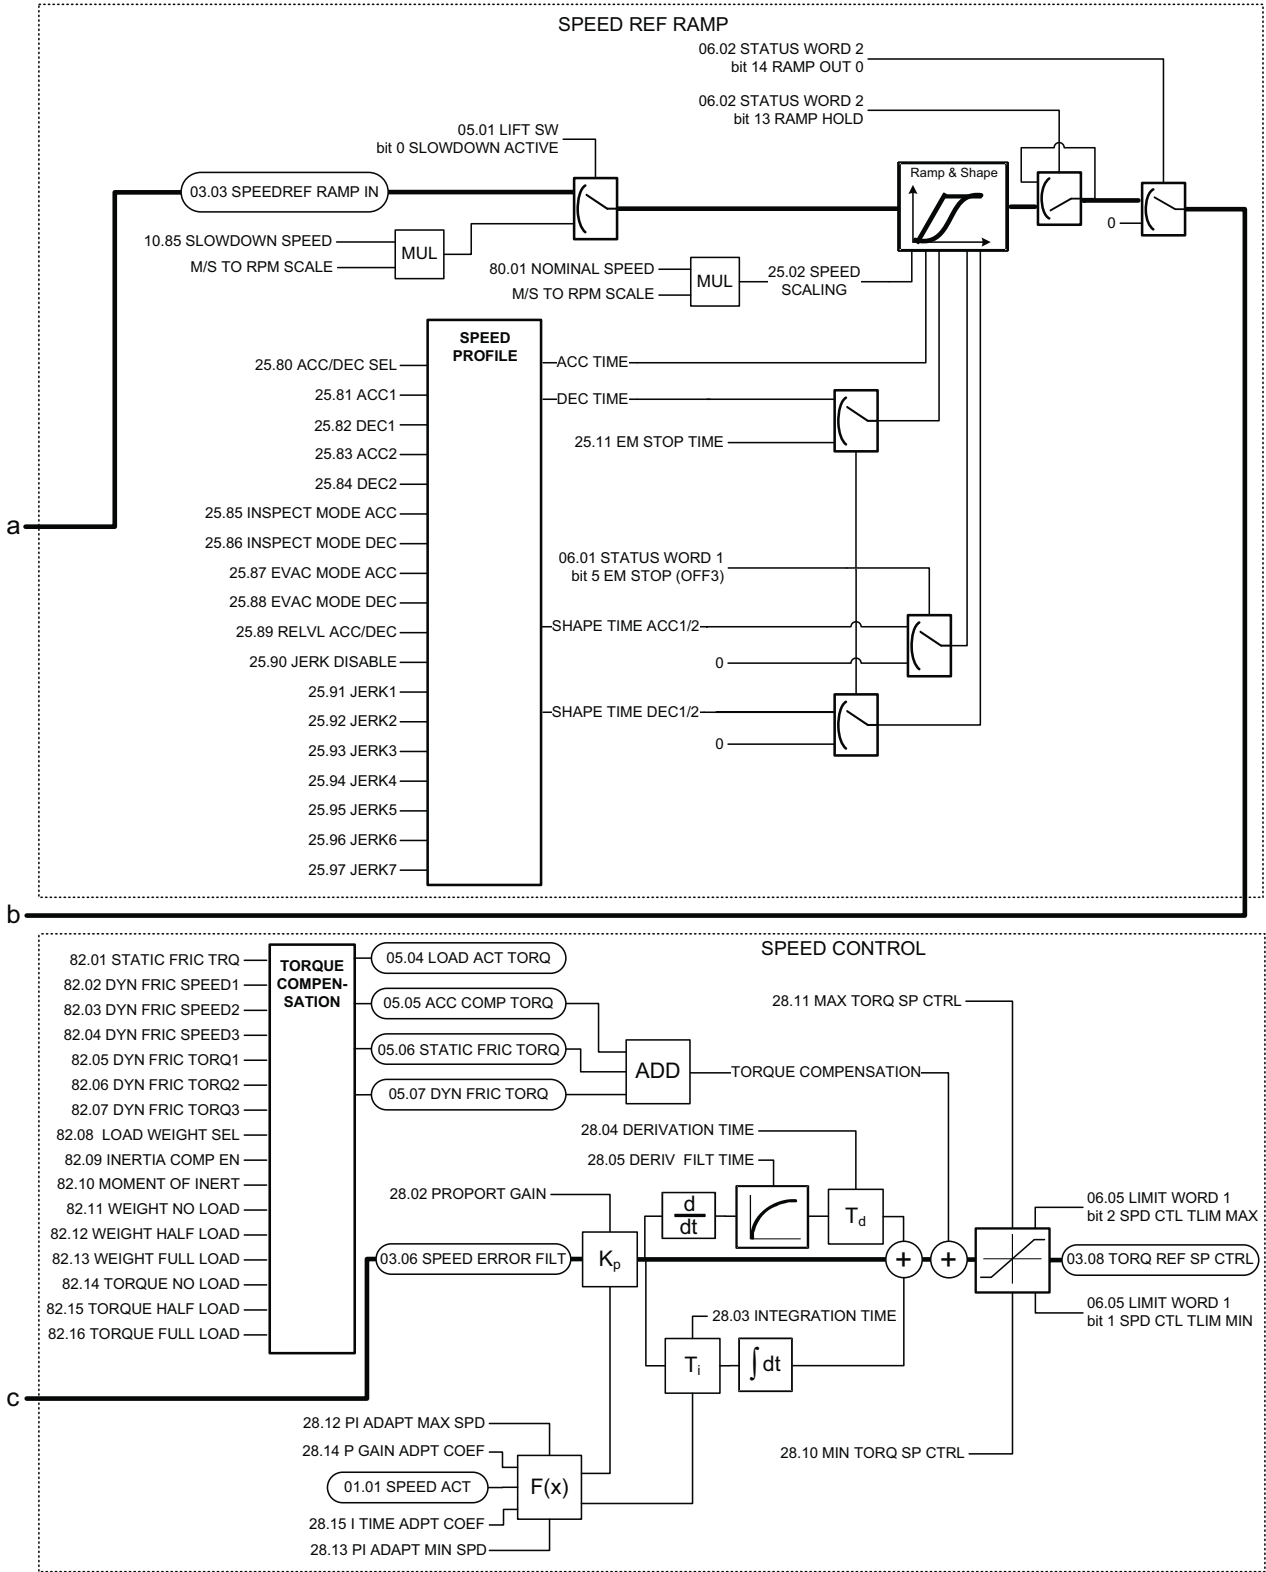 SPEED REF RAMP
06.02 STATUS WORD 2
bit 14 RAMP OUT 0
06.02 STATUS WORD 2
bit 13 RAMP HOLD
05.01 LIFT SW
bit 0 SLOWDOWN ACTIVE
Ramp & Shape
03.03 SPEEDREF RAMP IN
0
10.85 SLOWDOWN SPEED
MUL
M/S TO RPM SCALE
80.01 NOMINAL SPEED
MUL
25.02 SPEED
SCALING
M/S TO RPM SCALE
SPEED
PROFILE
25.80 ACC/DEC SEL
25.81 ACC1
25.82 DEC1
25.83 ACC2
25.84 DEC2
25.85 INSPECT MODE ACC
25.86 INSPECT MODE DEC
25.87 EVAC MODE ACC
25.88 EVAC MODE DEC
25.89 RELVL ACC/DEC
25.90 JERK DISABLE
25.91 JERK1
25.92 JERK2
25.93 JERK3
25.94 JERK4
25.95 JERK5
25.96 JERK6
25.97 JERK7
ACC TIME
DEC TIME
25.11 EM STOP TIME
06.01 STATUS WORD 1
bit 5 EM STOP (OFF3)
SHAPE TIME ACC1/2
0
SHAPE TIME DEC1/2
0
a
b
SPEED CONTROL
82.01 STATIC FRIC TRQ
82.02 DYN FRIC SPEED1
82.03 DYN FRIC SPEED2
82.04 DYN FRIC SPEED3
82.05 DYN FRIC TORQ1
82.06 DYN FRIC TORQ2
82.07 DYN FRIC TORQ3
82.08 LOAD WEIGHT SEL
82.09 INERTIA COMP EN
82.10 MOMENT OF INERT
82.11 WEIGHT NO LOAD
82.12 WEIGHT HALF LOAD
82.13 WEIGHT FULL LOAD
82.14 TORQUE NO LOAD
82.15 TORQUE HALF LOAD
82.16 TORQUE FULL LOAD
TORQUE
COMPEN-
SATION
05.04 LOAD ACT TORQ
05.05 ACC COMP TORQ
05.06 STATIC FRIC TORQ
05.07 DYN FRIC TORQ
ADD
TORQUE COMPENSATION
28.11 MAX TORQ SP CTRL
28.04 DERIVATION TIME
28.05 DERIV FILT TIME
28.02 PROPORT GAIN
d
dt
Td
06.05 LIMIT WORD 1
bit 2 SPD CTL TLIM MAX
03.06 SPEED ERROR FILT
Kp
+
+
03.08 TORQ REF SP CTRL
06.05 LIMIT WORD 1
bit 1 SPD CTL TLIM MIN
28.03 INTEGRATION TIME
Ti
∫dt
c
28.12 PI ADAPT MAX SPD
28.14 P GAIN ADPT COEF
01.01 SPEED ACT
F(x)
28.15 I TIME ADPT COEF
28.13 PI ADAPT MIN SPD
28.10 MIN TORQ SP CTRL